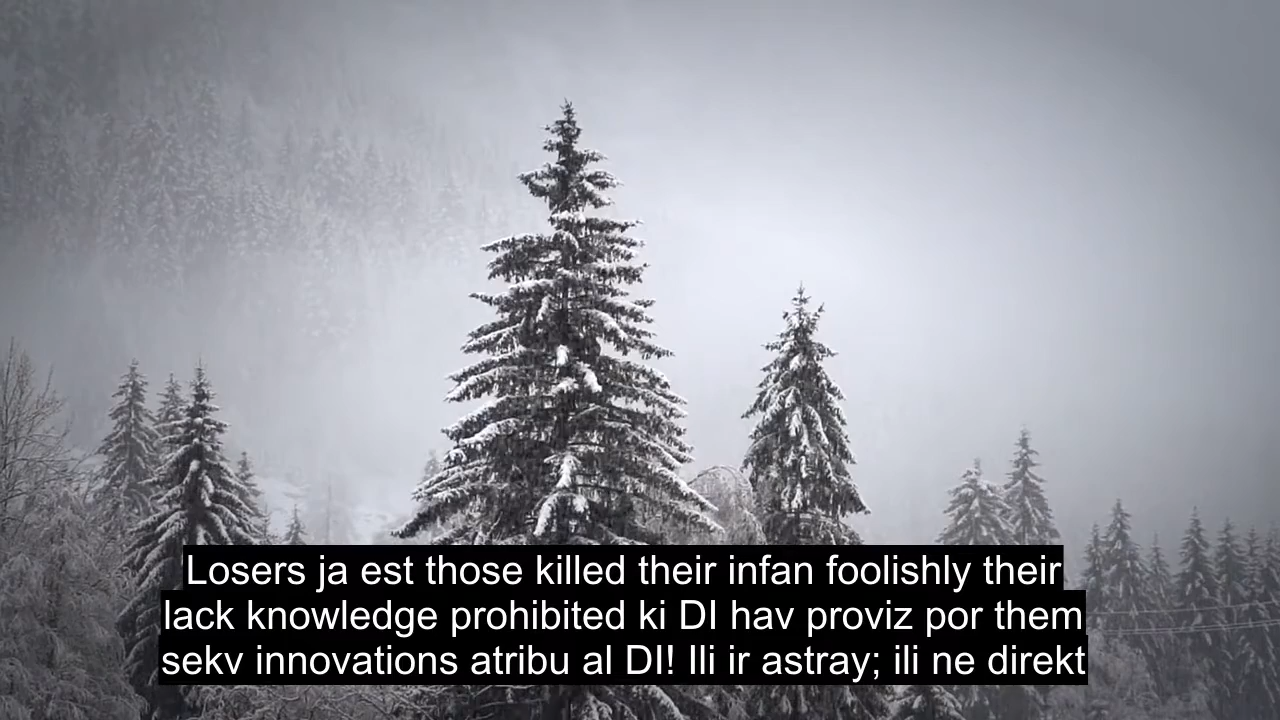 Losers ja est those killed their infan foolishly their
lack knowledge prohibited ki DI hav proviz por them
sekv innovations atribu al DI! Ili ir astray; ili ne direkt